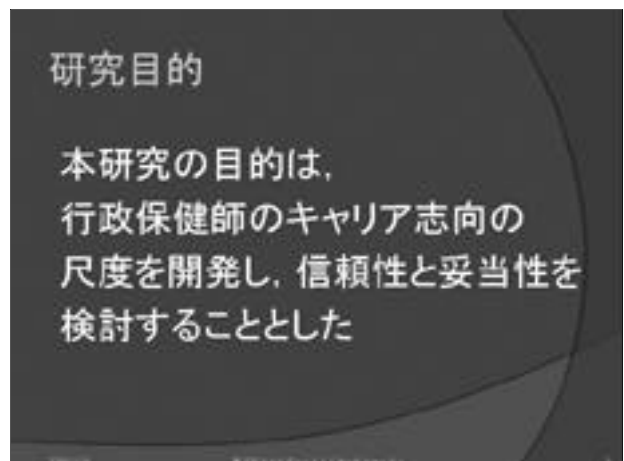 研究目的
本研究の目的は,
行政保健師のキャリア志向の
尺度を開発し, 信頼性と妥当性を
検討することとした